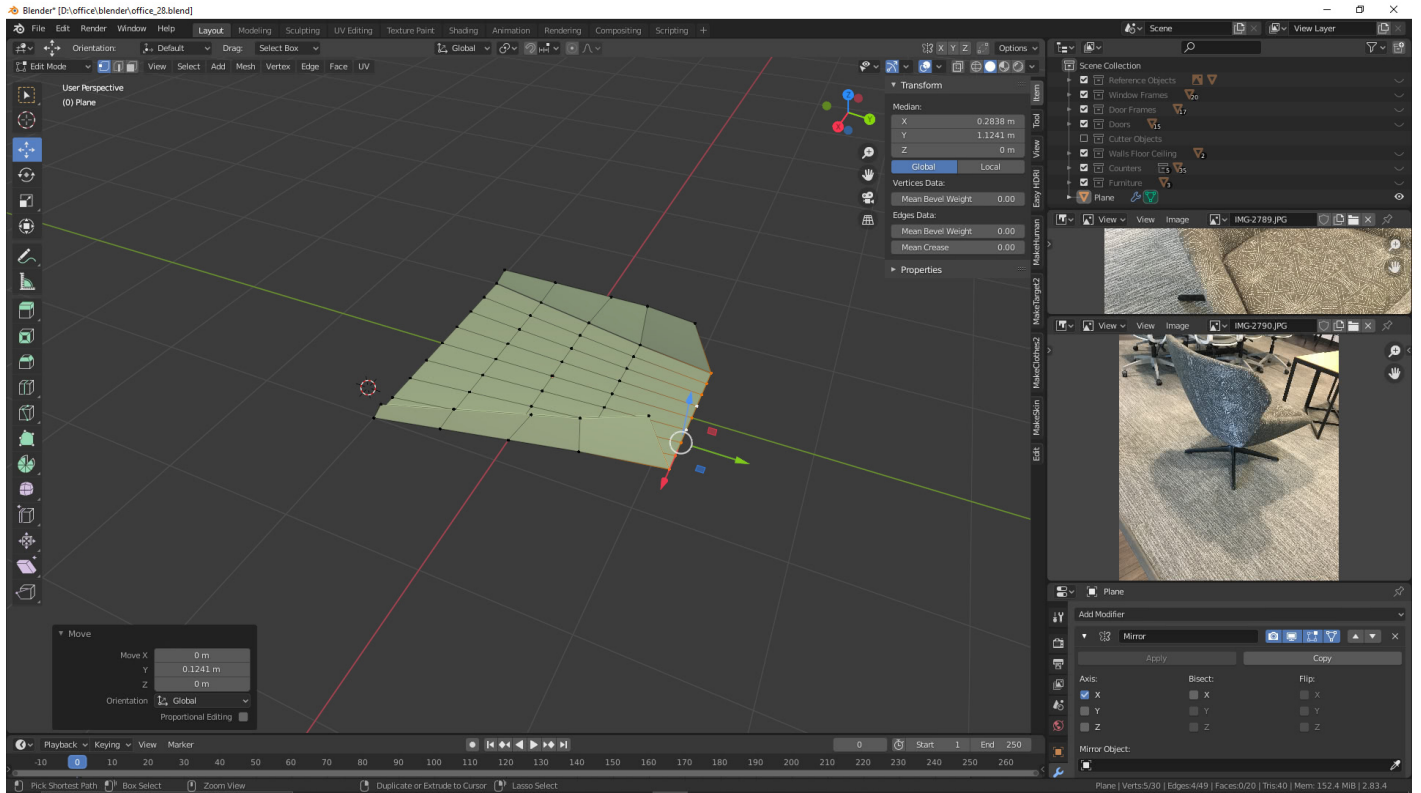 Blender* [D:\office\blender\office_28.blend]
File Edit Render Window Help Layout Modeling Sculpting UV Editing Texture Paint Shading Animation Rendering Compositing Scripting + Scene View Layer
Orientation: Default Drag: Select Box Global X Y Z Options
Edit Mode View Select Add Mesh Vertex Edge Face UV
User Perspective
(0) Plane
Z
Y
X
Transform
Median:
X 0.2838 m
Y 1.1241 m
Z 0 m
Global Local
Vertices Data:
Mean Bevel Weight 0.00
Edges Data:
Mean Bevel Weight 0.00
Mean Crease 0.00
Properties
Item
Tool
View
Easy HDRI
MakeHuman
MakeTarget2
MakeClothes2
MakeSkin
Edit
Scene Collection
Reference Objects
Window Frames 20
Door Frames 17
Doors 15
Cutter Objects
Walls Floor Ceiling 2
Counters 5 35
Furniture 3
Plane
View View Image IMG-2789.JPG
View View Image IMG-2790.JPG
Plane
Add Modifier
Mirror
Apply Copy
Axis: Bisect: Flip:
X X X
Y Y Y
Z Z Z
Mirror Object:
Move
Move X 0 m
Y 0.1241 m
Z 0 m
Orientation Global
Proportional Editing
Playback Keying View Marker 0 Start 1 End 250
-10 0 10 20 30 40 50 60 70 80 90 100 110 120 130 140 150 160 170 180 190 200 210 220 230 240 250 260
Pick Shortest Path Box Select Zoom View Duplicate or Extrude to Cursor Lasso Select Plane | Verts:5/30 | Edges:4/49 | Faces:0/20 | Tris:40 | Mem: 152.4 MiB | 2.83.4